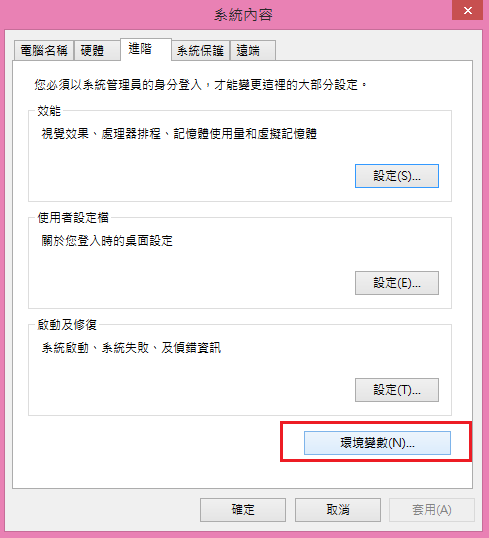 系統內容
電腦名稱 硬體 進階 系統保護 遠端
您必須以系統管理員的身分登入，才能變更這裡的大部分設定。
效能
視覺效果、處理器排程、記憶體使用量和虛擬記憶體
設定(S)...
使用者設定檔
關於您登入時的桌面設定
設定(E)...
啟動及修復
系統啟動、系統失敗、及偵錯資訊
設定(T)...
環境變數(N)...
確定 取消 套用(A)